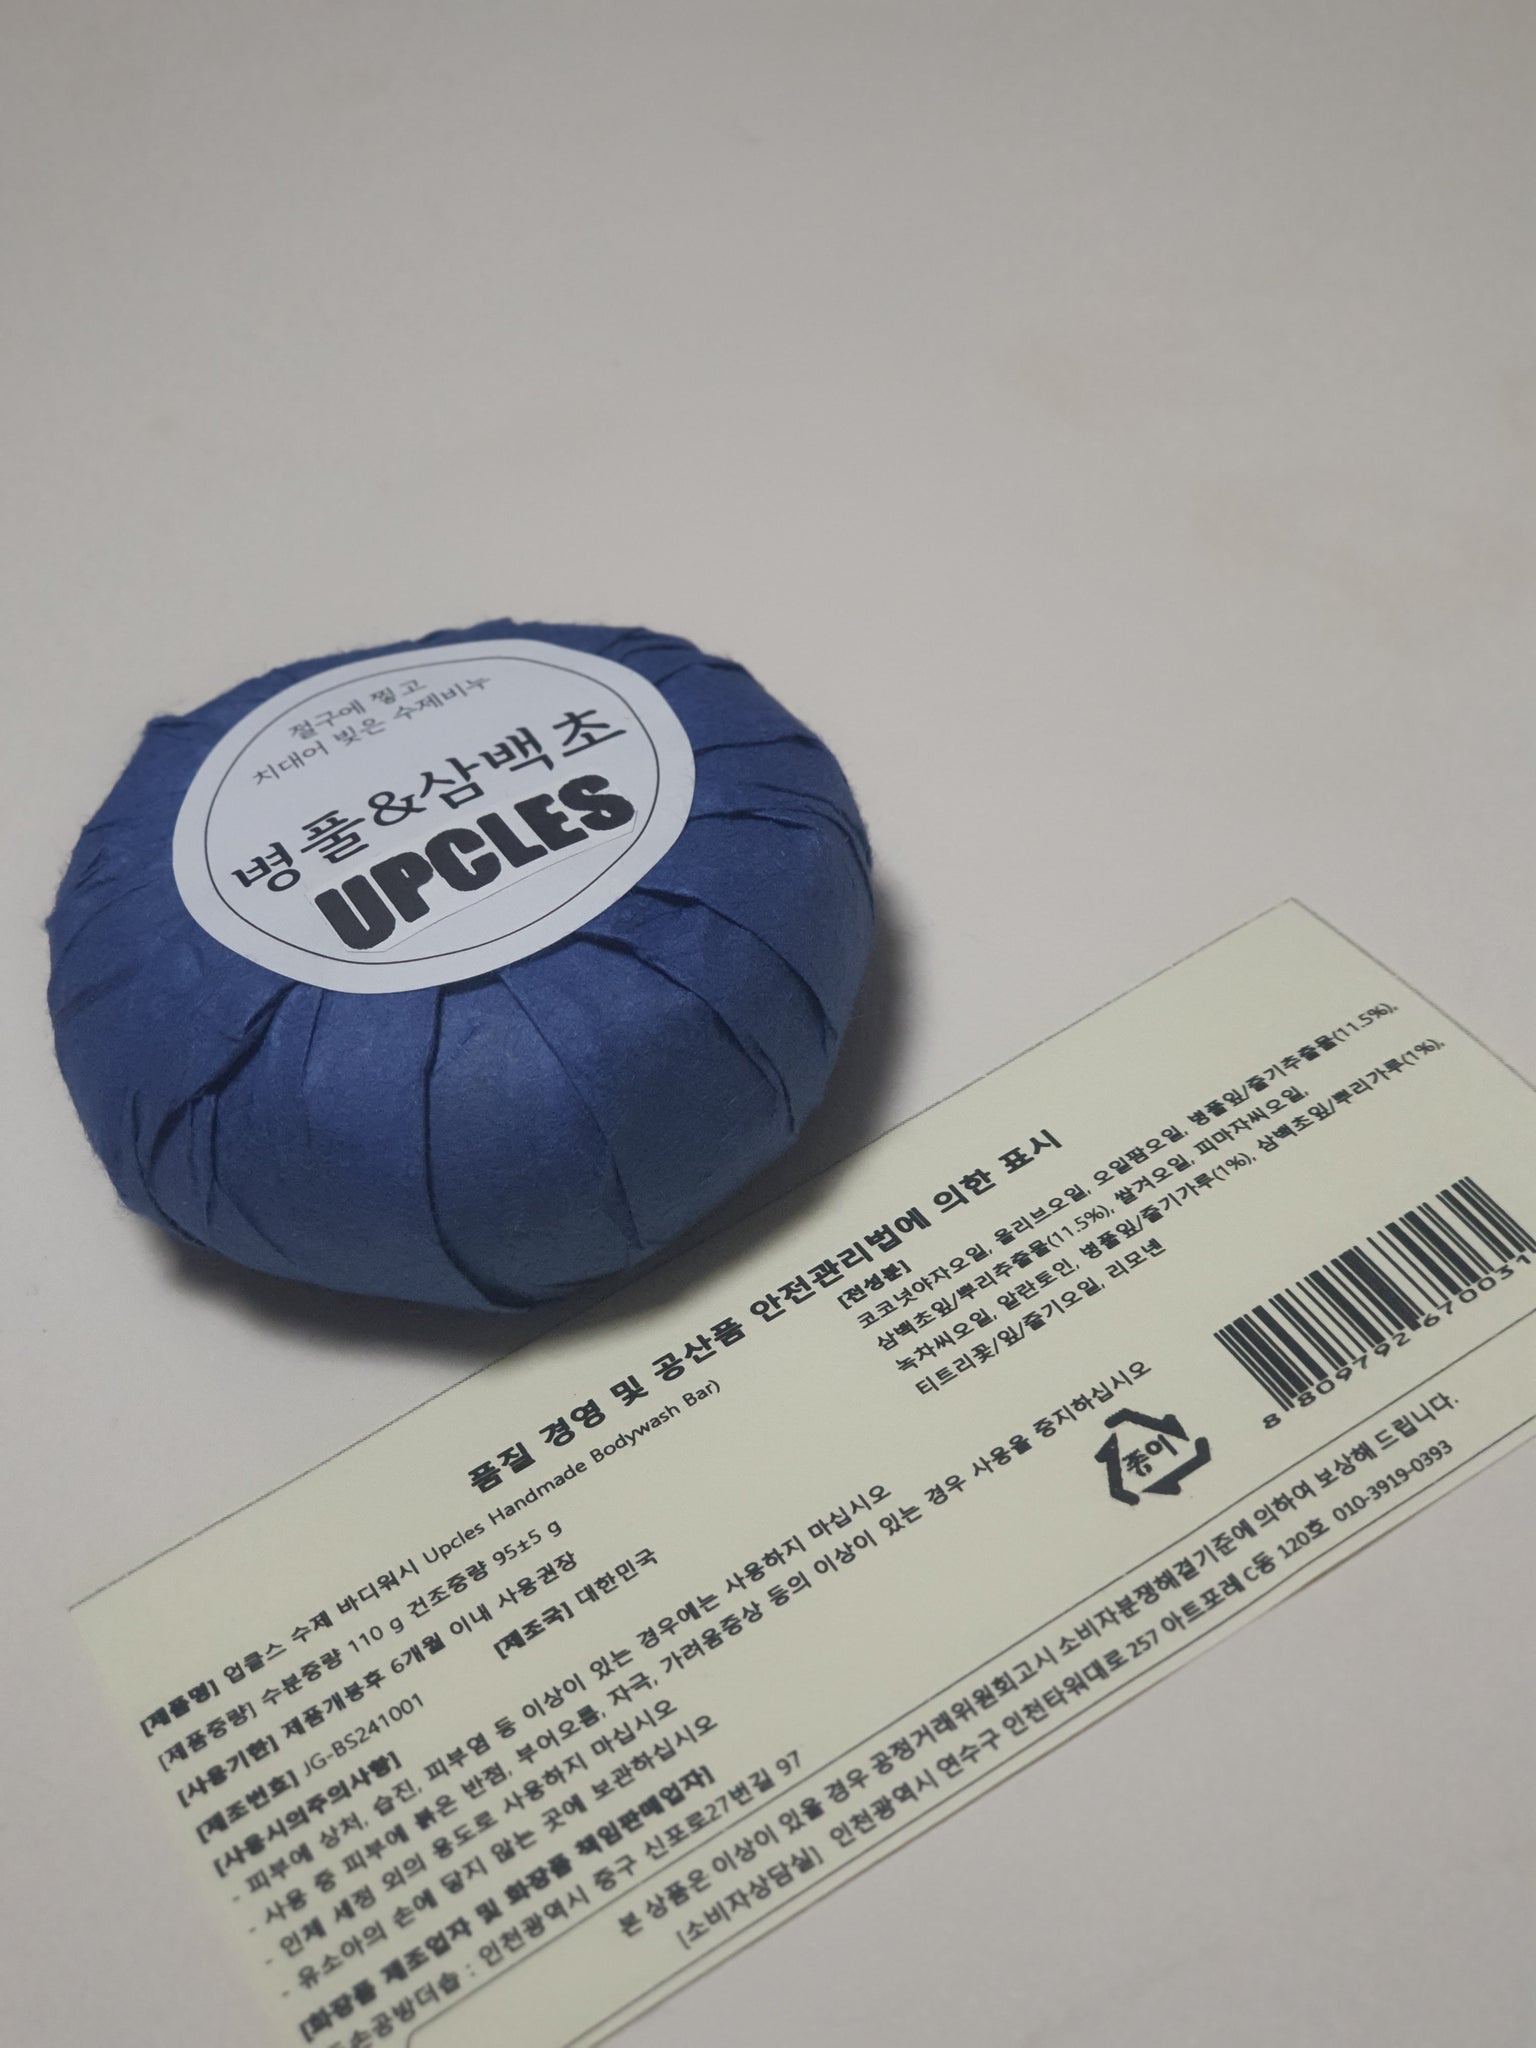 절구에 찧고
치대어 빚은 수제비누
병풀&삼백초
UPCLES
품질 경영 및 공산품 안전관리법에 의한 표시
[제품명] 업클스 수제 바디워시 Upcles Handmade Bodywash Bar)
[제품중량] 수분중량 110 g 건조중량 95±5 g
[사용기한] 제품개봉후 6개월 이내 사용권장
[제조번호] JG-BS241001 [제조국] 대한민국
[사용시의주의사항]
- 피부에 상처, 습진, 피부염 등 이상이 있는 경우에는 사용하지 마십시오
- 사용 중 피부에 붉은 반점, 부어오름, 자극, 가려움증상 등의 이상이 있는 경우 사용을 중지하십시오
- 인체 세정 외의 용도로 사용하지 마십시오
- 유소아의 손에 닿지 않는 곳에 보관하십시오
[화장품 제조업자 및 화장품 책임판매업자]
손공방더숨 : 인천광역시 중구 신포로27번길 97
[전성분]
코코넛야자오일, 올리브오일, 오일팜오일, 병풀잎/줄기추출물(11.5%),
삼백초잎/뿌리추출물(11.5%), 쌀겨오일, 피마자씨오일,
녹차씨오일, 알란토인, 병풀잎/줄기가루(1%), 삼백초잎/뿌리가루(1%),
티트리꽃/잎/줄기오일, 리모넨
종이
8 809792 670031
본 상품은 이상이 있을 경우 공정거래위원회고시 소비자분쟁해결기준에 의하여 보상해 드립니다.
[소비자상담실] 인천광역시 연수구 인천타워대로 257 아트포레 C동 120호 010-3919-0393